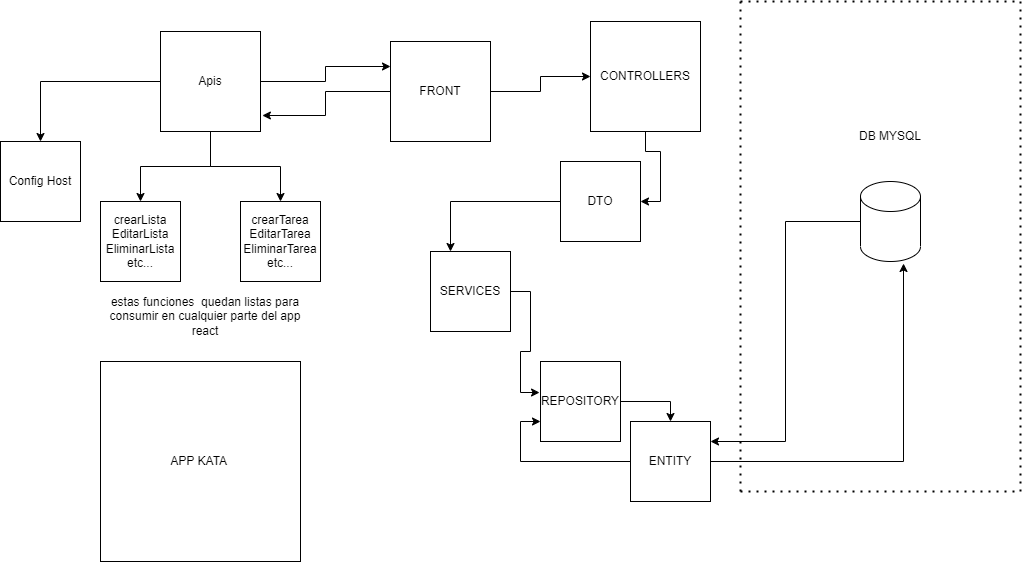 Apis
FRONT
CONTROLLERS
DB MYSQL
Config Host
DTO
crearLista
EditarLista
EliminarLista
etc...
crearTarea
EditarTarea
EliminarTarea
etc...
SERVICES
estas funciones  quedan listas para
consumir en cualquier parte del app
react
REPOSITORY
APP KATA
ENTITY